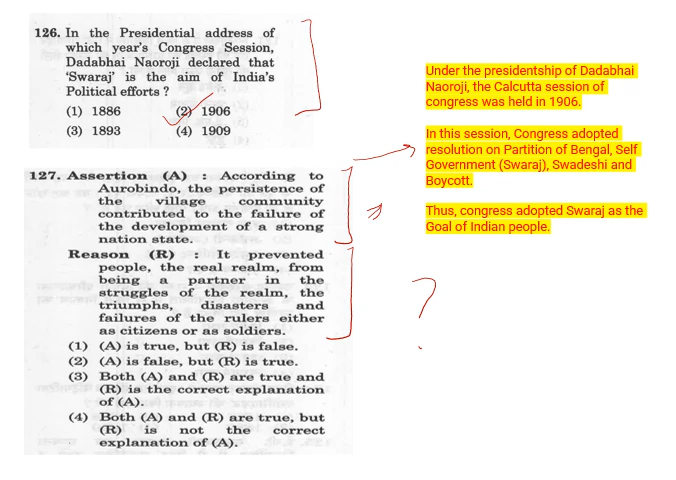 126. In the Presidential address of
which year's Congress Session,
Dadabhai Naoroji declared that
'Swaraj' is the aim of India's
Political efforts ?
(1) 1886 (2) 1906
(3) 1893 (4) 1909
127. Assertion (A) : According to
Aurobindo, the persistence of
the village community
contributed to the failure of
the development of a strong
nation state.
Reason (R) : It prevented
people, the real realm, from
being a partner in the
struggles of the realm, the
triumphs, disasters and
failures of the rulers either
as citizens or as soldiers.
(1) (A) is true, but (R) is false.
(2) (A) is false, but (R) is true.
(3) Both (A) and (R) are true and
(R) is the correct explanation
of (A).
(4) Both (A) and (R) are true, but
(R) is not the correct
explanation of (A).
Under the presidentship of Dadabhai
Naoroji, the Calcutta session of
congress was held in 1906.
In this session, Congress adopted
resolution on Partition of Bengal, Self
Government (Swaraj), Swadeshi and
Boycott.
Thus, congress adopted Swaraj as the
Goal of Indian people.
?